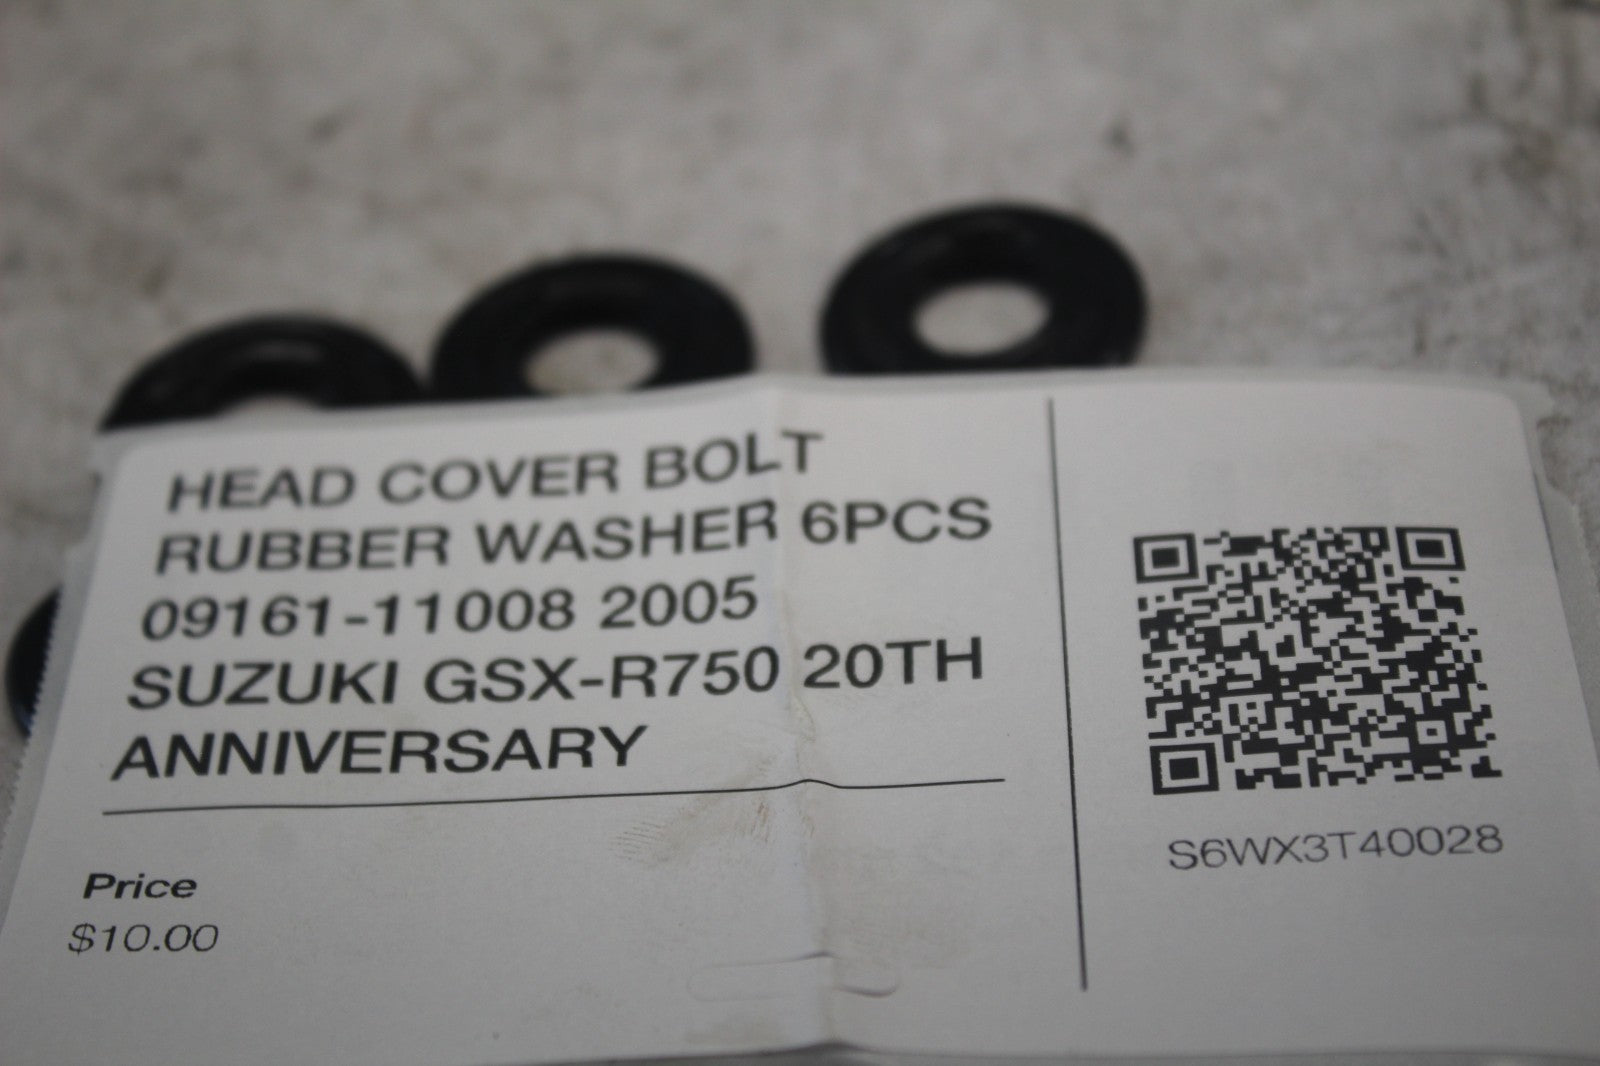 HEAD COVER BOLT
RUBBER WASHER 6PCS
09161-11008 2005
SUZUKI GSX-R750 20TH
ANNIVERSARY
Price
$10.00
S6WX3T40028